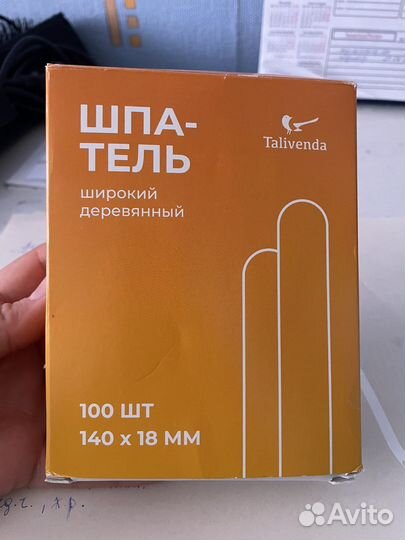 ШПА-
ТЕЛЬ
Talivenda
широкий
деревянный
100 ШТ
140 х 18 ММ
Avito